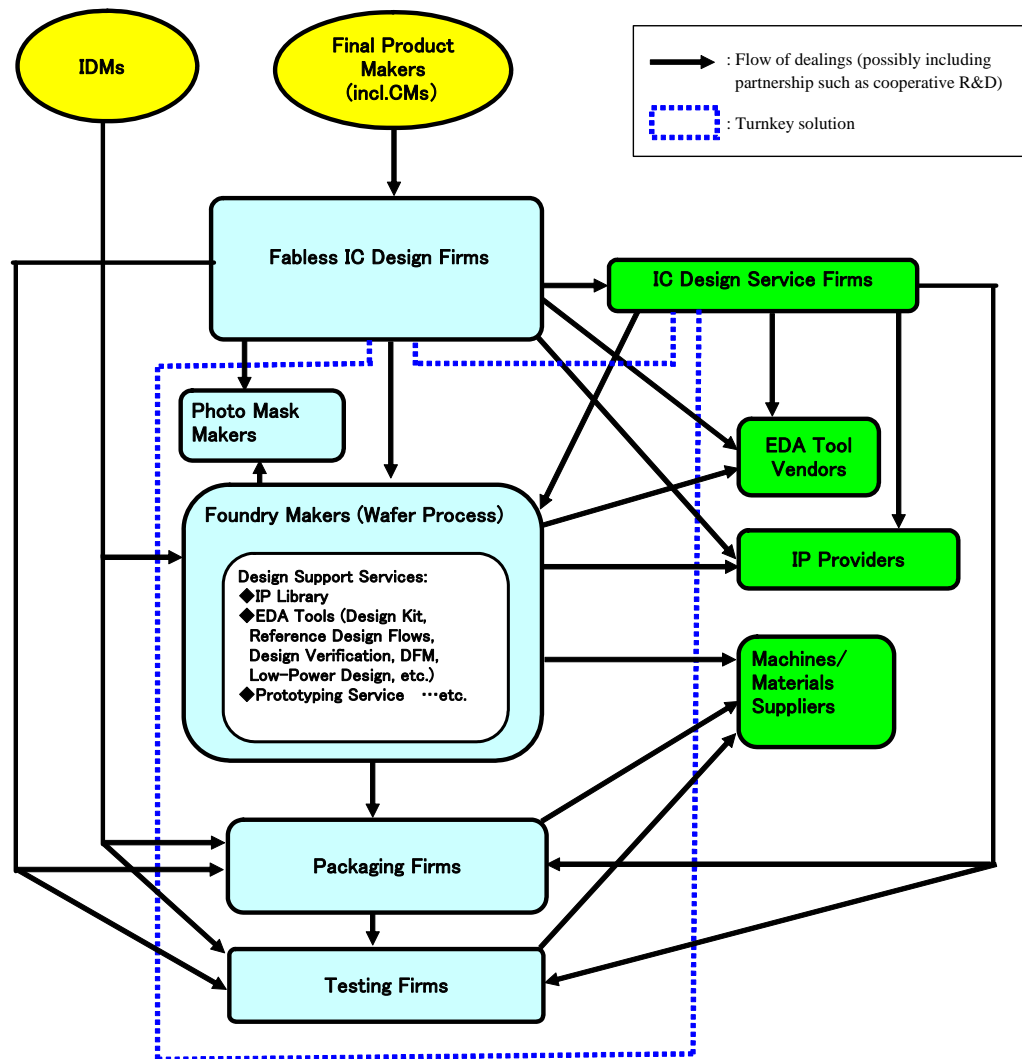 IDMs
Final Product
Makers
(incl.CMs)
: Flow of dealings (possibly including
partnership such as cooperative R&D)
: Turnkey solution
Fabless IC Design Firms
IC Design Service Firms
Photo Mask
Makers
EDA Tool
Vendors
Foundry Makers (Wafer Process)
IP Providers
Design Support Services:
◆IP Library
◆EDA Tools (Design Kit,
Reference Design Flows,
Design Verification, DFM,
Low-Power Design, etc.)
◆Prototyping Service …etc.
Machines/
Materials
Suppliers
Packaging Firms
Testing Firms